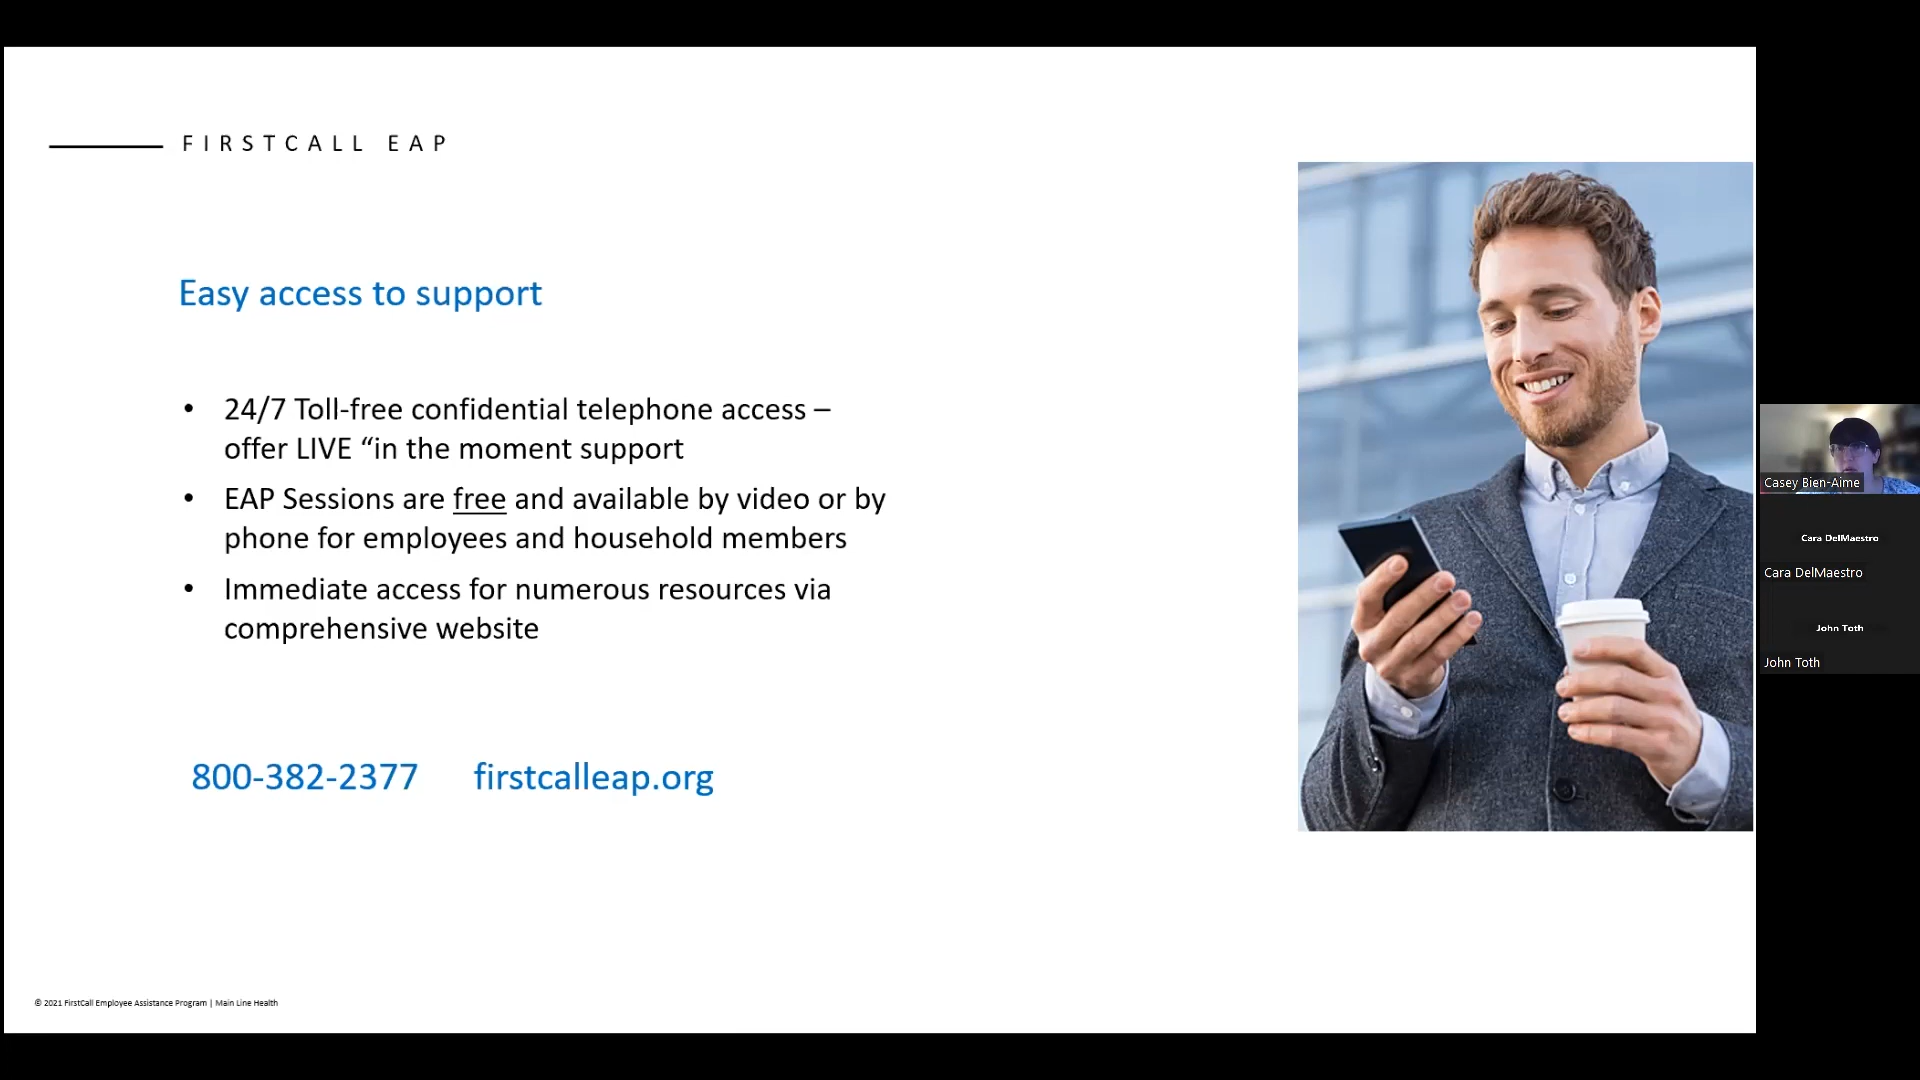 FIRSTCALL EAP
Easy access to support
• 24/7 Toll-free confidential telephone access –
offer LIVE “in the moment support
• EAP Sessions are free and available by video or by
phone for employees and household members
• Immediate access for numerous resources via
comprehensive website
800-382-2377 firstcalleap.org
© 2021 FirstCall Employee Assistance Program | Main Line Health
Casey Bien-Aime
Cara DelMaestro
Cara DelMaestro
John Toth
John Toth